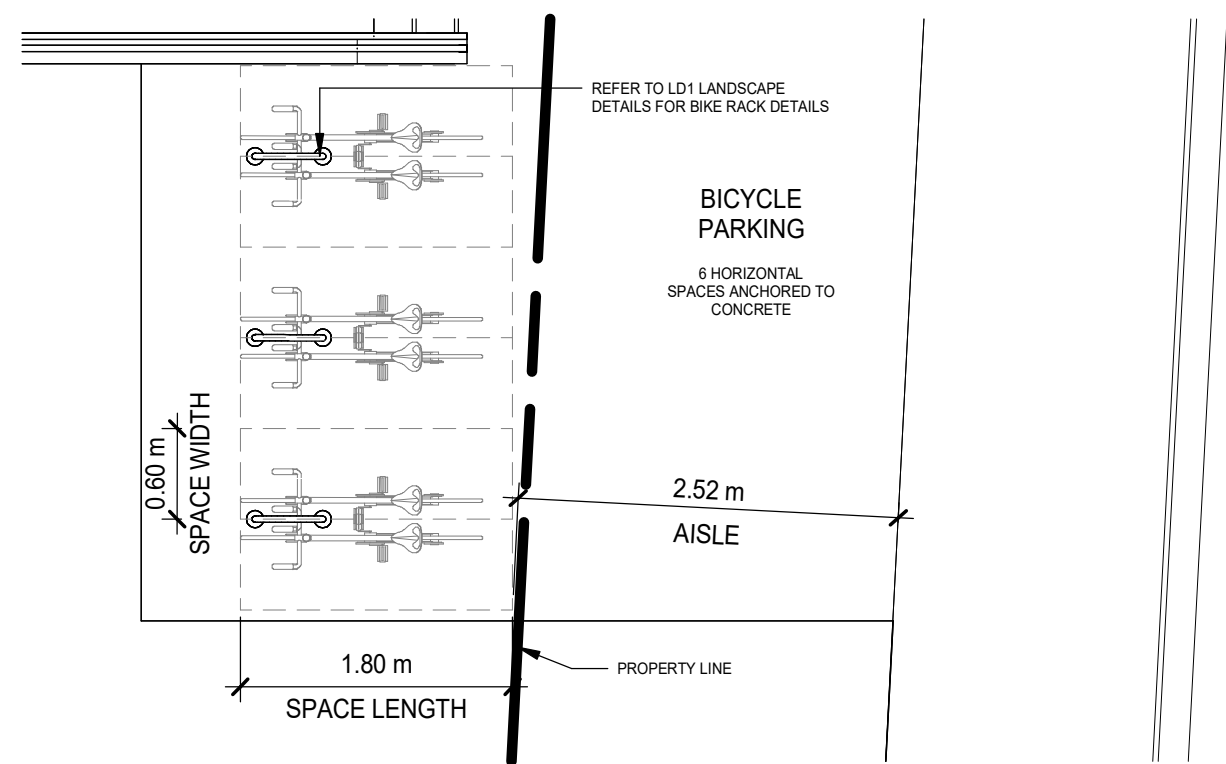 REFER TO LD1 LANDSCAPE
DETAILS FOR BIKE RACK DETAILS
BICYCLE
PARKING
6 HORIZONTAL
SPACES ANCHORED TO
CONCRETE
0.60 m
SPACE WIDTH
2.52 m
AISLE
1.80 m
SPACE LENGTH
PROPERTY LINE